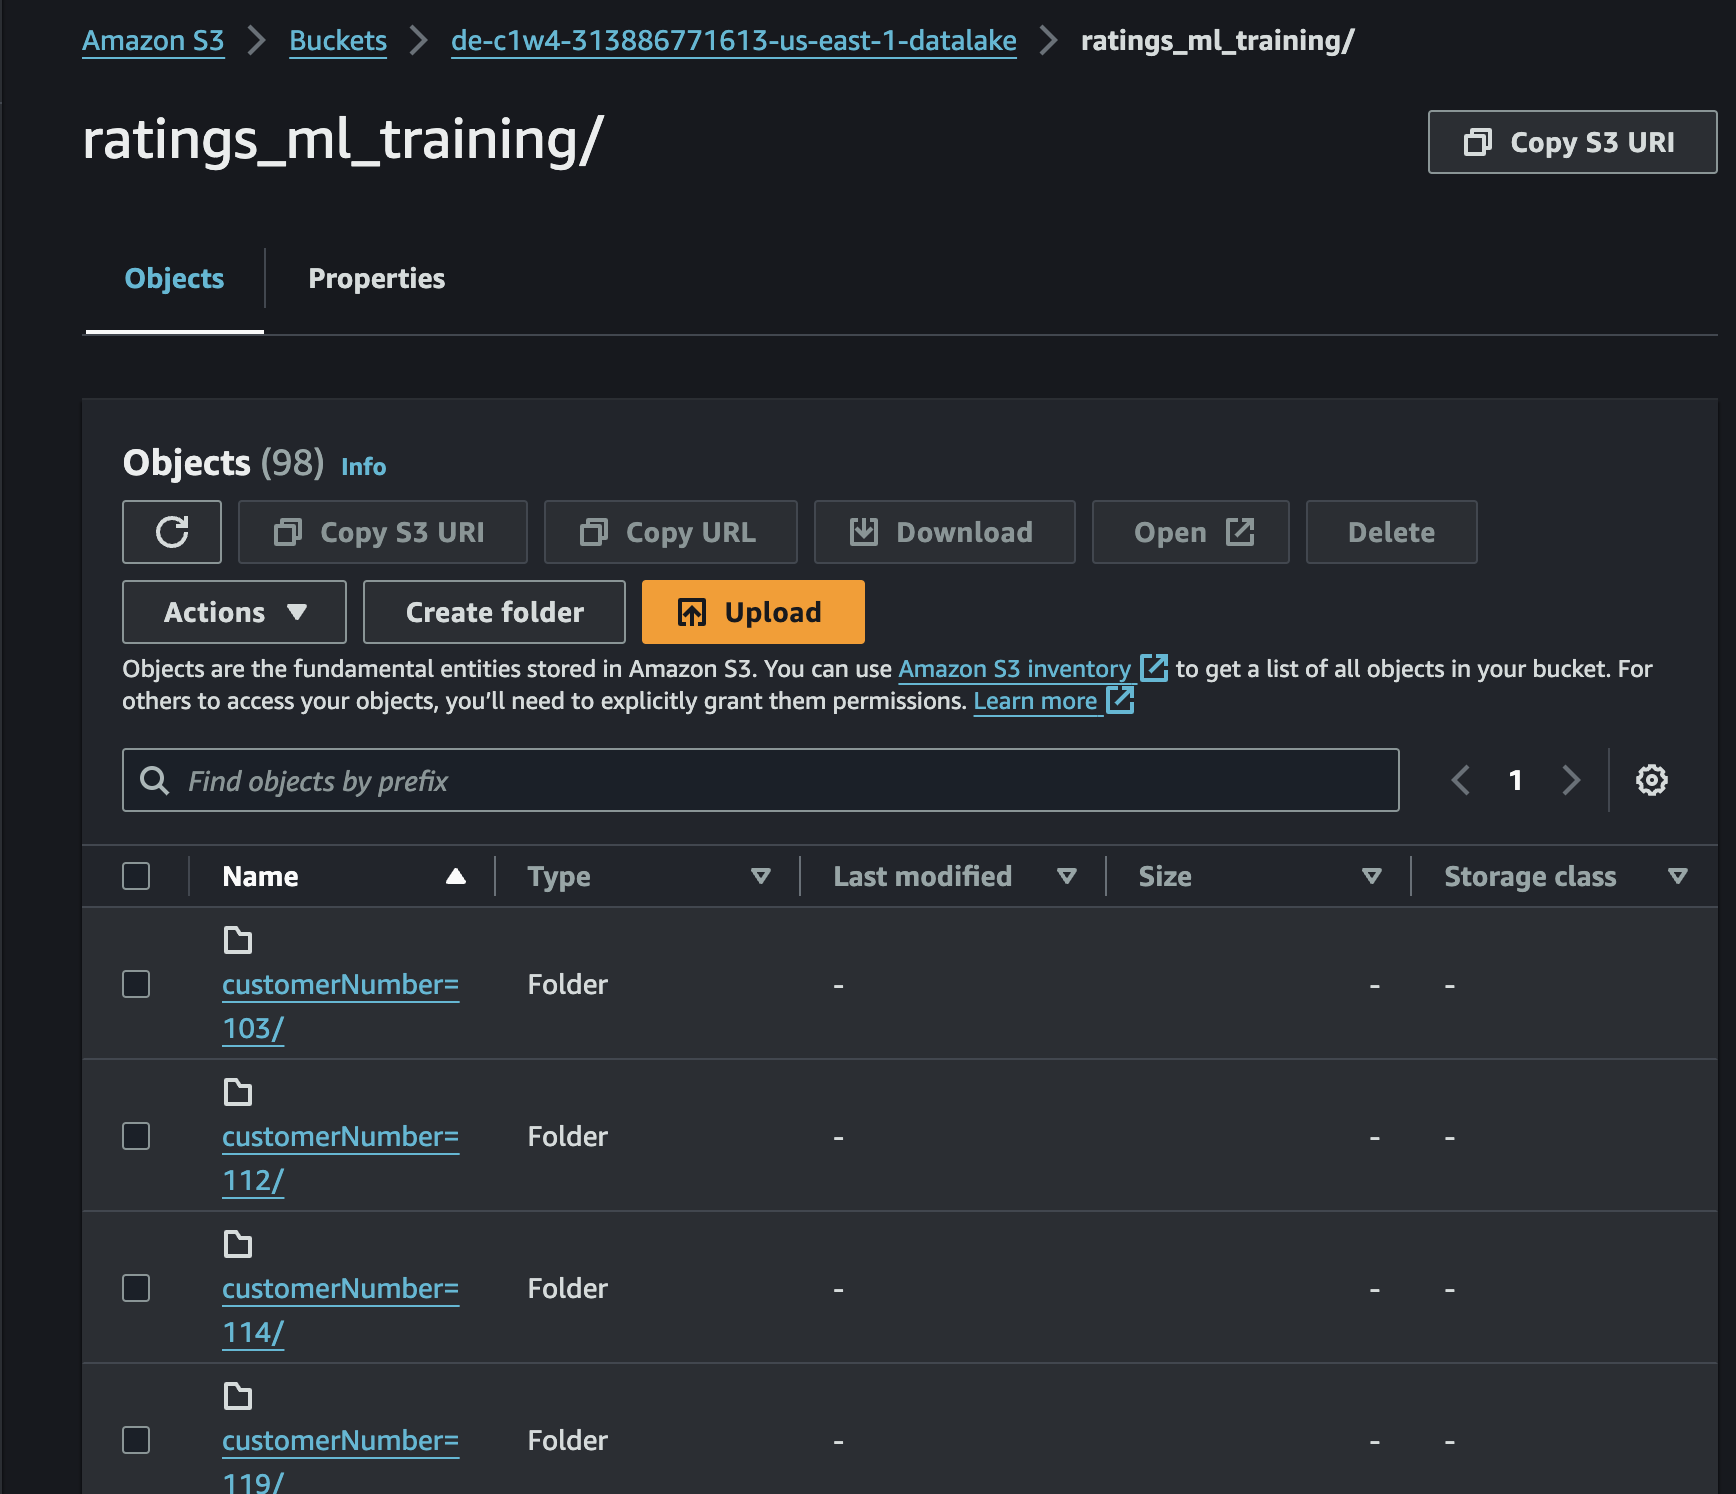 Amazon S3 > Buckets > de-c1w4-313886771613-us-east-1-datalake > ratings_ml_training/
ratings_ml_training/
Copy S3 URI
Objects
Properties
Objects (98) Info
Copy S3 URI
Copy URL
Download
Open
Delete
Actions
Create folder
Upload
Objects are the fundamental entities stored in Amazon S3. You can use Amazon S3 inventory to get a list of all objects in your bucket. For
others to access your objects, you’ll need to explicitly grant them permissions. Learn more
Find objects by prefix
1
Name
Type
Last modified
Size
Storage class
customerNumber=
103/
Folder
-
-
-
customerNumber=
112/
Folder
-
-
-
customerNumber=
114/
Folder
-
-
-
customerNumber=
119/
Folder
-
-
-